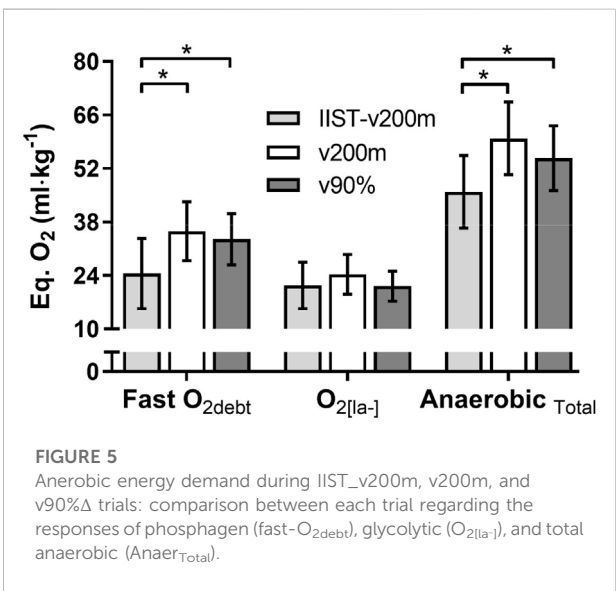 * *
* *
80
66
52
38
24
10
0
Eq. O₂ (ml·kg⁻¹)
IIST-v200m
v200m
v90%
Fast O₂debt O₂[la-] Anaerobic Total
FIGURE 5
Anerobic energy demand during IIST_v200m, v200m, and
v90%Δ trials: comparison between each trial regarding the
responses of phosphagen (fast-O₂debt), glycolytic (O₂[la-]), and total
anaerobic (AnaerTotal).